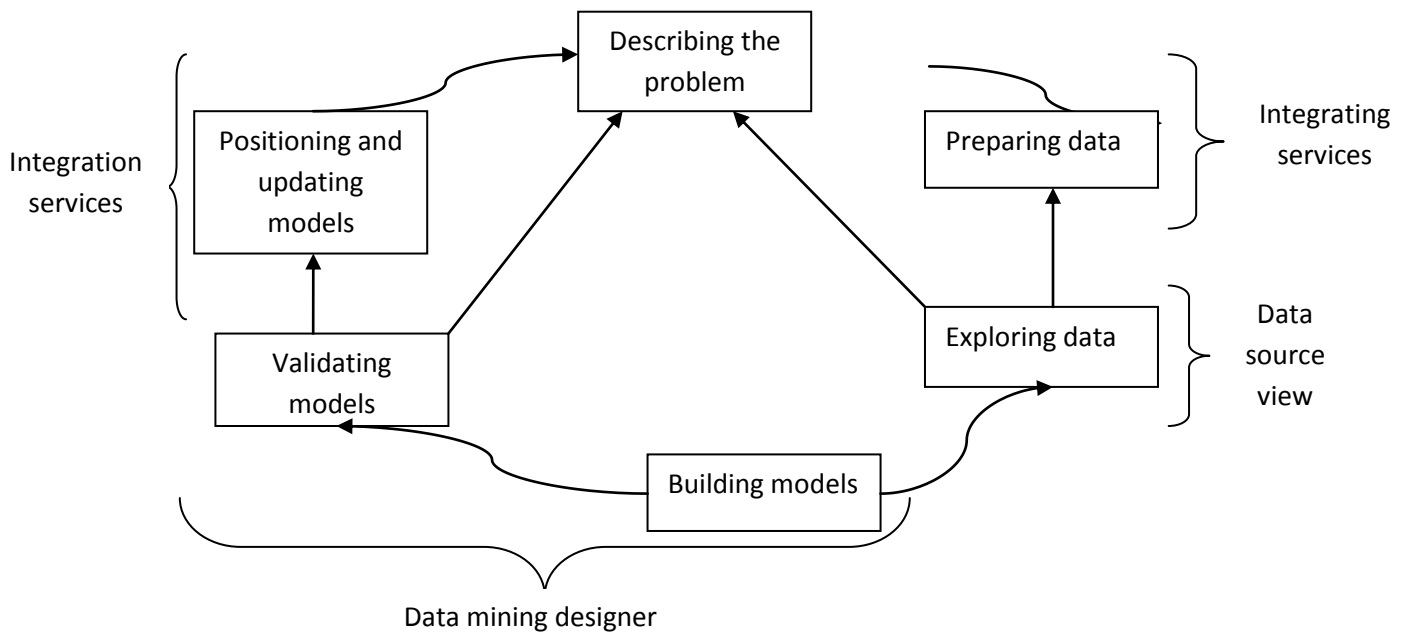 Describing the
problem
Integration
services
Positioning and
updating
models
Preparing data
Integrating
services
Validating
models
Exploring data
Data
source
view
Building models
Data mining designer